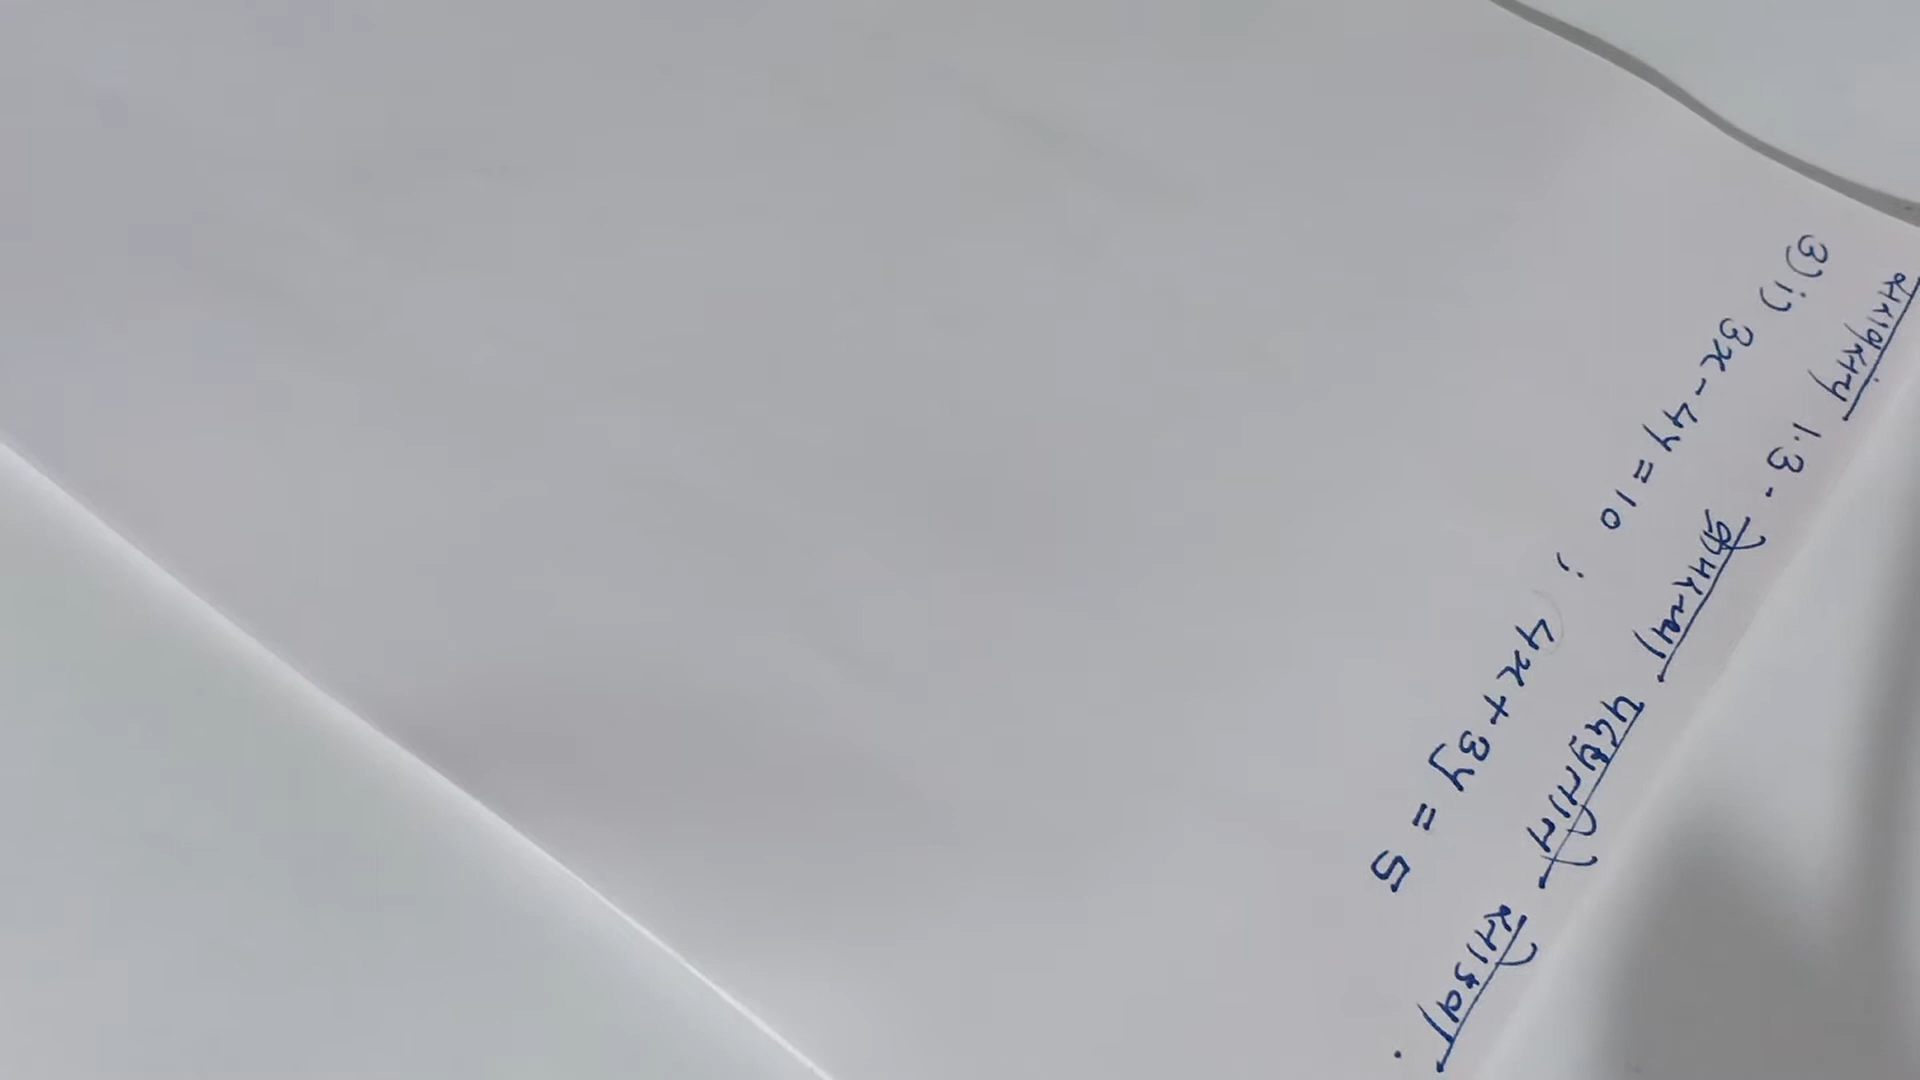 सरावसंच 1.3 . क्रेमरच्या पद्धतीने सोडवा .
3) i) 3x - 4y = 10 ; 4x + 3y = 5